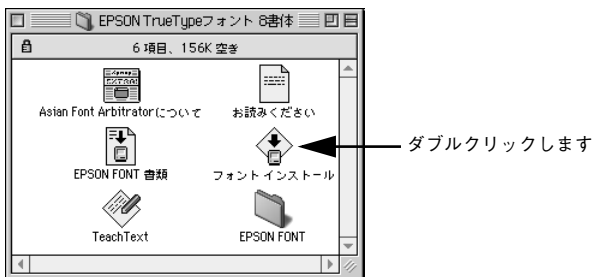 EPSON TrueTypeフォント 8書体
6 項目、156K 空き
Asian Font Arbitratorについて
お読みください
EPSON FONT 書類
フォントインストール
ダブルクリックします
TeachText
EPSON FONT